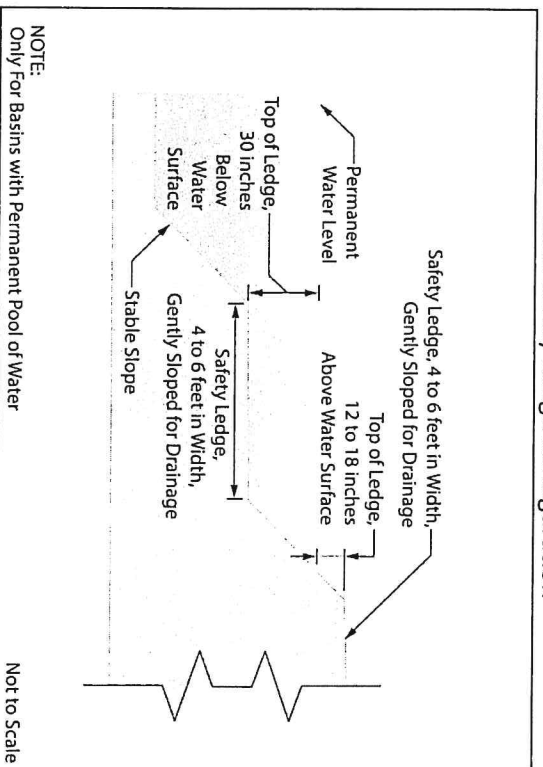 Safety Ledge, 4 to 6 feet in Width,
Gently Sloped for Drainage
Top of Ledge,
12 to 18 inches
Above Water Surface
Permanent
Water Level
Top of Ledge,
30 inches
Below
Water
Surface
Safety Ledge,
4 to 6 feet in Width,
Gently Sloped for Drainage
Stable Slope
NOTE:
Only For Basins with Permanent Pool of Water
Not to Scale